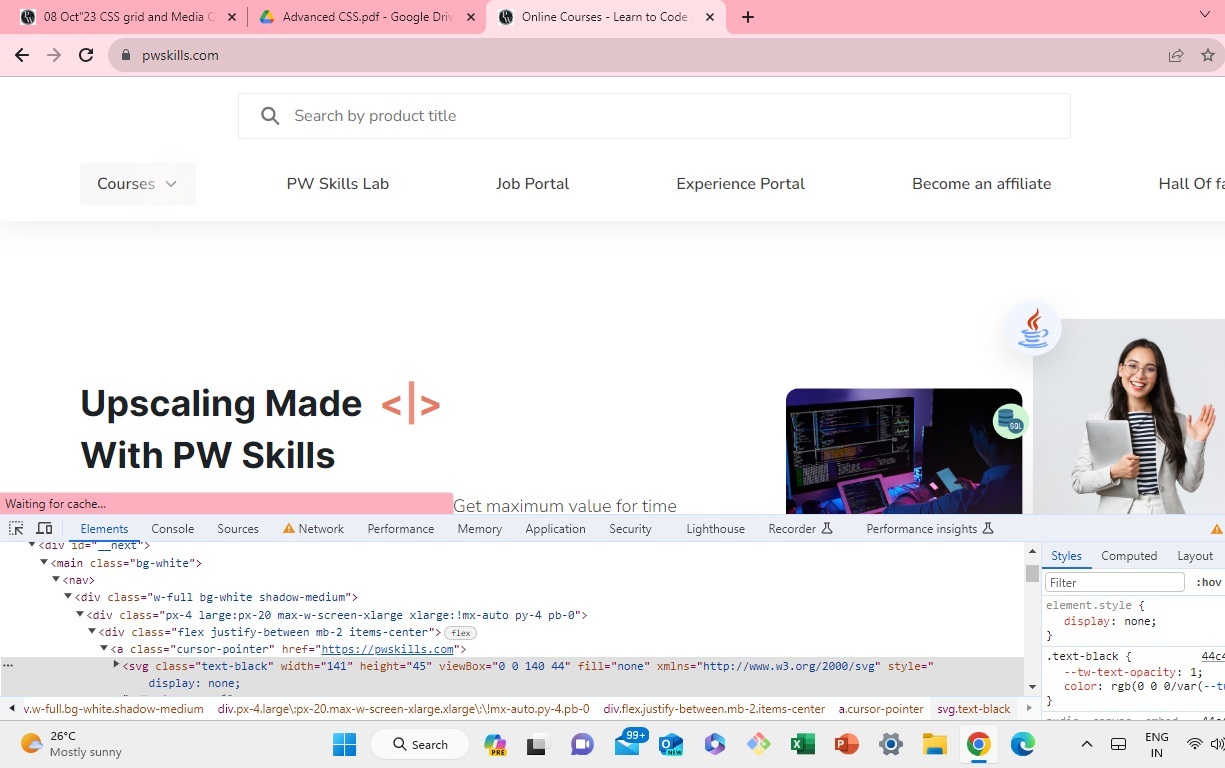 08 Oct"23 CSS grid and Media C
Advanced CSS.pdf - Google Driv
Online Courses - Learn to Code
pwskills.com
Search by product title
Courses
PW Skills Lab
Job Portal
Experience Portal
Become an affiliate
Hall Of fa
Upscaling Made <|>
With PW Skills
SQL
Waiting for cache...
Get maximum value for time
Elements
Console
Sources
Network
Performance
Memory
Application
Security
Lighthouse
Recorder
Performance insights
<div id="__next">
<main class="bg-white">
<nav>
<div class="w-full bg-white shadow-medium">
<div class="px-4 large:px-20 max-w-screen-xlarge xlarge:!mx-auto py-4 pb-0">
<div class="flex justify-between mb-2 items-center"> flex
<a class="cursor-pointer" href="https://pwskills.com">
<svg class="text-black" width="141" height="45" viewBox="0 0 140 44" fill="none" xmlns="http://www.w3.org/2000/svg" style="
display: none;
v.w-full.bg-white.shadow-medium
div.px-4.large\:px-20.max-w-screen-xlarge.xlarge\:\!mx-auto.py-4.pb-0
div.flex.justify-between.mb-2.items-center
a.cursor-pointer
svg.text-black
Styles
Computed
Layout
Filter
:hov
element.style {
display: none;
}
.text-black {
44c4
--tw-text-opacity: 1;
color: rgb(0 0 0/var(--tw
}
26°C
Mostly sunny
Search
PRE
99+
NEW
ENG
IN